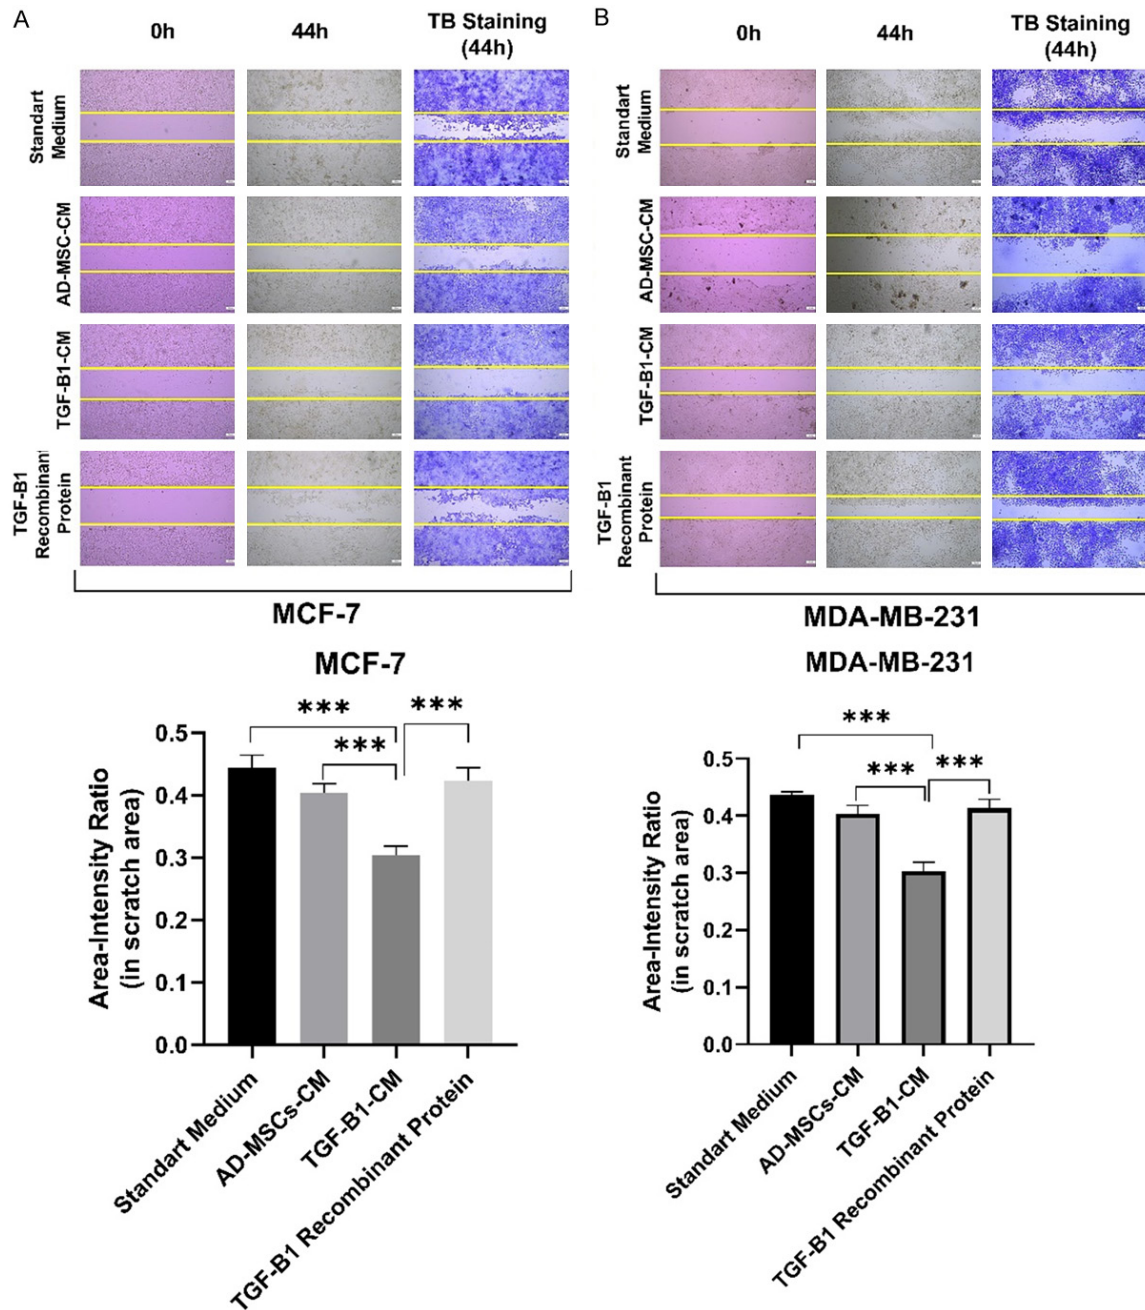 A
0h
44h
TB Staining
(44h)
Standart
Medium
AD-MSC-CM
TGF-B1-CM
TGF-B1
Recombinant
Protein
MCF-7
B
0h
44h
TB Staining
(44h)
Standart
Medium
AD-MSC-CM
TGF-B1-CM
TGF-B1
Recombinant
Protein
MDA-MB-231
MCF-7
Area-Intensity Ratio
(in scratch area)
0.5
0.4
0.3
0.2
0.1
0.0
***
***
***
Standart Medium
AD-MSCs-CM
TGF-B1-CM
TGF-B1 Recombinant Protein
MDA-MB-231
Area-Intensity Ratio
(in scratch area)
0.5
0.4
0.3
0.2
0.1
0.0
***
***
***
Standart Medium
AD-MSCs-CM
TGF-B1-CM
TGF-B1 Recombinant Protein